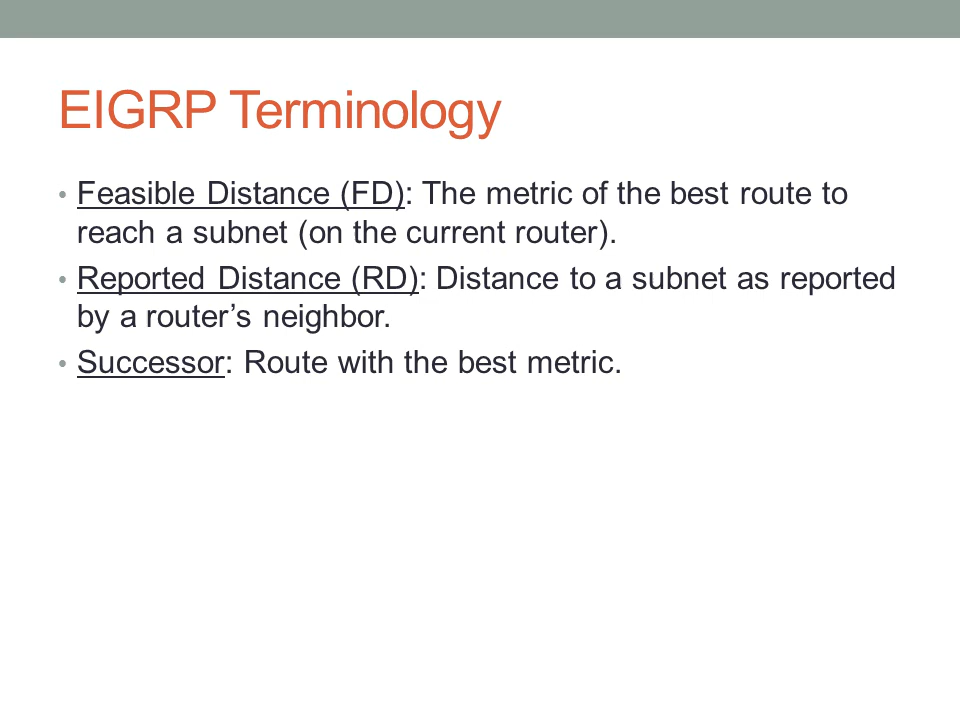 EIGRP Terminology
• Feasible Distance (FD): The metric of the best route to
reach a subnet (on the current router).
• Reported Distance (RD): Distance to a subnet as reported
by a router’s neighbor.
• Successor: Route with the best metric.